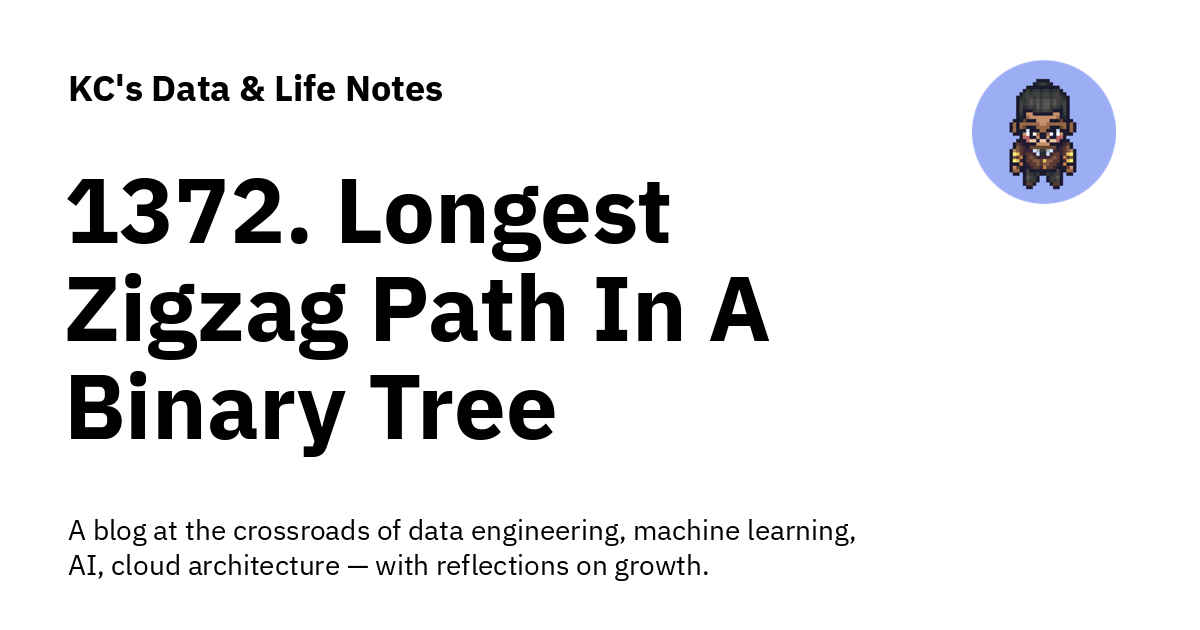 KC's Data & Life Notes
1372. Longest
Zigzag Path In A
Binary Tree
A blog at the crossroads of data engineering, machine learning,
AI, cloud architecture — with reflections on growth.